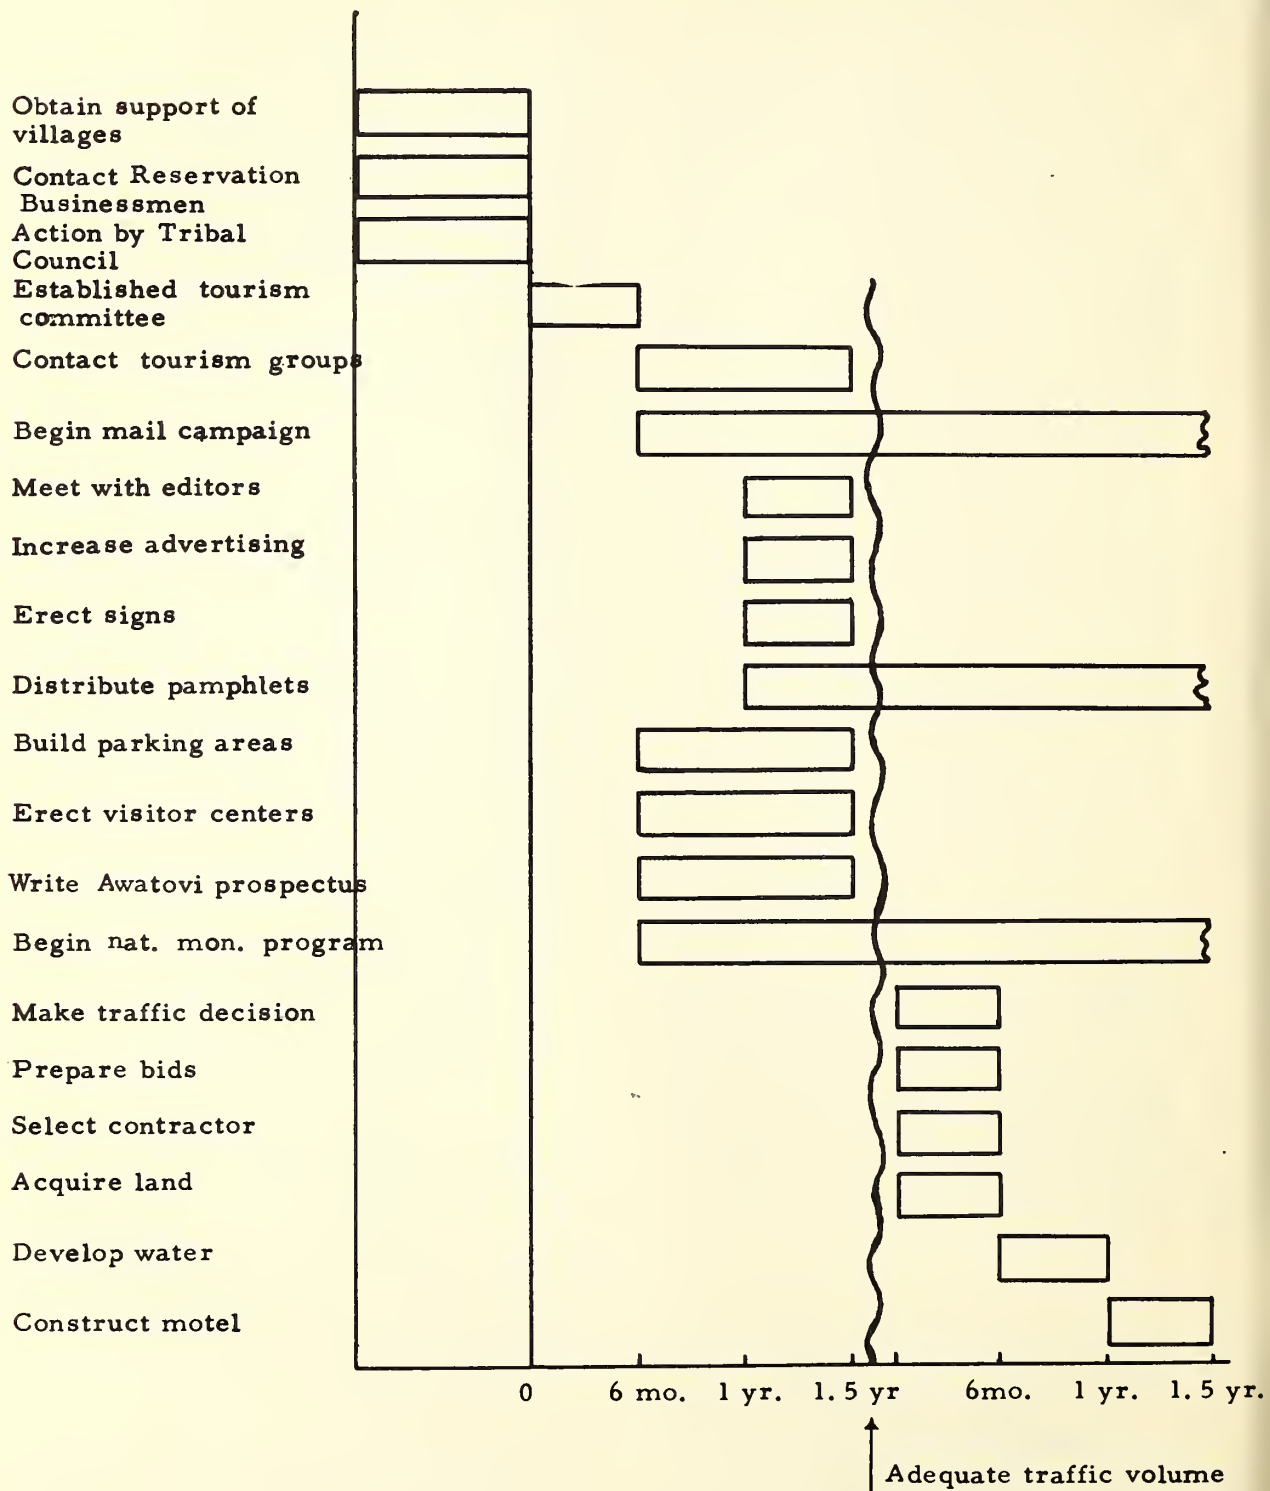 Obtain support of
villages
Contact Reservation
Businessmen
Action by Tribal
Council
Established tourism
committee
Contact tourism groups
Begin mail campaign
Meet with editors
Increase advertising
Erect signs
Distribute pamphlets
Build parking areas
Erect visitor centers
Write Awatovi prospectus
Begin nat. mon. program
Make traffic decision
Prepare bids
Select contractor
Acquire land
Develop water
Construct motel
0 6 mo. 1 yr. 1.5 yr 6mo. 1 yr. 1.5 yr.
Adequate traffic volume